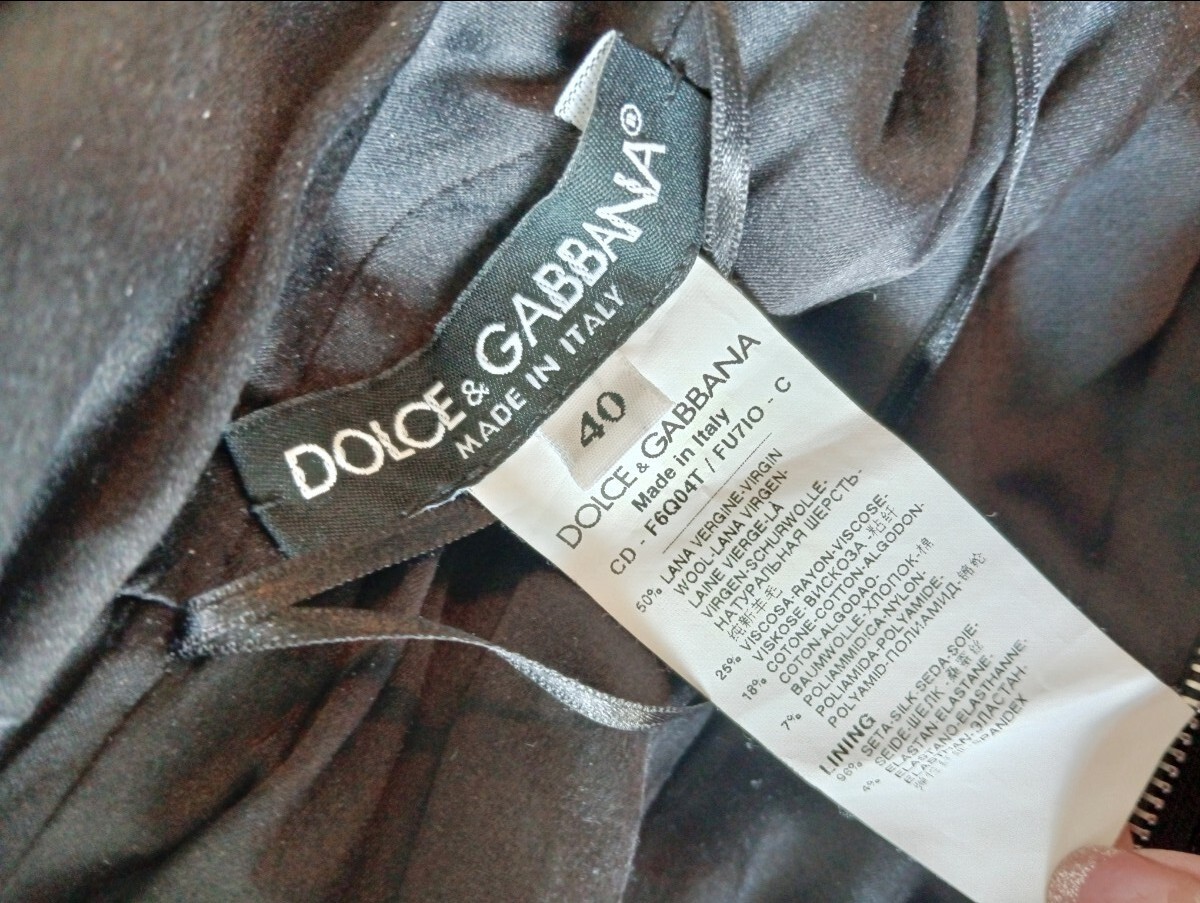 DOLCE & GABBANA®
MADE IN ITALY
40
DOLCE & GABBANA
Made in Italy
CD - F6Q04T / FU7IO - C
50% LANA VERGINE-VIRGIN
WOOL-LANA VIRGEN-
LAINE VIERGE-LÃ
VIRGEN-SCHURWOLLE-
НАТУРАЛЬНАЯ ШЕРСТЬ-
纯新羊毛
25% VISCOSA-RAYON-VISCOSE-
VISKOSE-ВИСКОЗА-粘纤
18% COTONE-COTTON-ALGODON-
COTON-ALGODAO-
BAUMWOLLE-ХЛОПОК-棉
7% POLIAMMIDICA-NYLON-
POLIAMIDA-POLYAMIDE-
POLYAMID-ПОЛИАМИД-锦纶
LINING
96% SETA-SILK-SEDA-SOIE-
SEIDE-ШЕЛК-桑蚕丝
4% ELASTAN-ELASTANE-
ELASTANO-ELASTHANNE-
ELASTHAN-ЭЛАСТАН-
SPANDEX